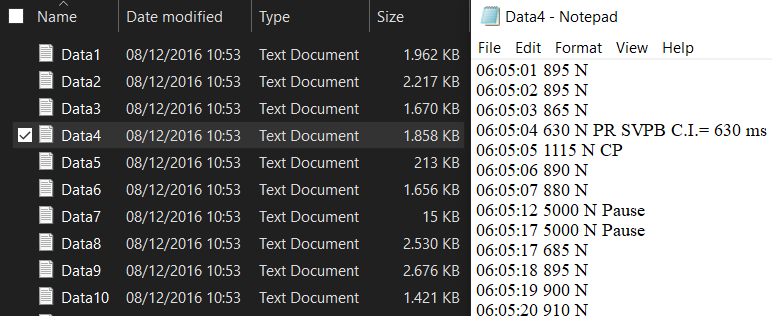 Name Date modified Type Size
Data1 08/12/2016 10:53 Text Document 1.962 KB
Data2 08/12/2016 10:53 Text Document 2.217 KB
Data3 08/12/2016 10:53 Text Document 1.670 KB
Data4 08/12/2016 10:53 Text Document 1.858 KB
Data5 08/12/2016 10:53 Text Document 213 KB
Data6 08/12/2016 10:53 Text Document 1.656 KB
Data7 08/12/2016 10:53 Text Document 15 KB
Data8 08/12/2016 10:53 Text Document 2.530 KB
Data9 08/12/2016 10:53 Text Document 2.676 KB
Data10 08/12/2016 10:53 Text Document 1.421 KB
Data4 - Notepad
File Edit Format View Help
06:05:01 895 N
06:05:02 895 N
06:05:03 865 N
06:05:04 630 N PR SVPB C.I.= 630 ms
06:05:05 1115 N CP
06:05:06 890 N
06:05:07 880 N
06:05:12 5000 N Pause
06:05:17 5000 N Pause
06:05:17 685 N
06:05:18 895 N
06:05:19 900 N
06:05:20 910 N